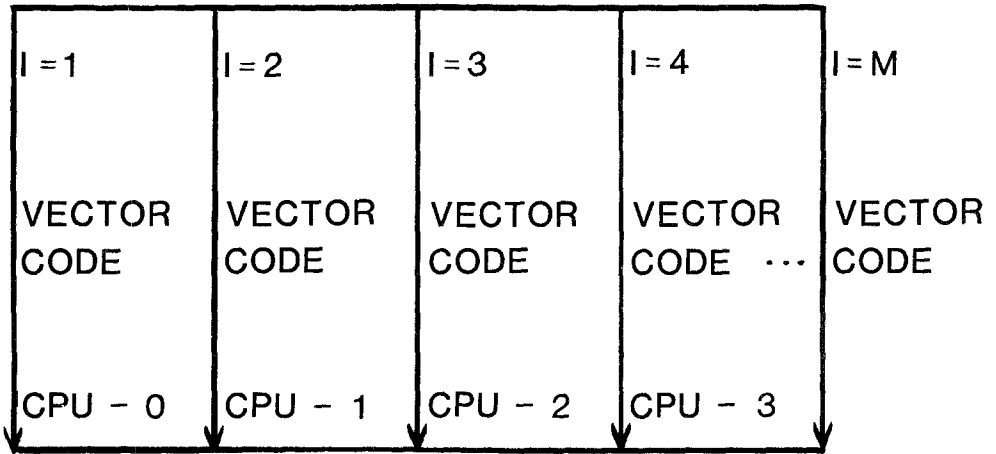 I = 1 I = 2 I = 3 I = 4 I = M
VECTOR VECTOR VECTOR VECTOR VECTOR
CODE CODE CODE CODE ... CODE
CPU - 0 CPU - 1 CPU - 2 CPU - 3